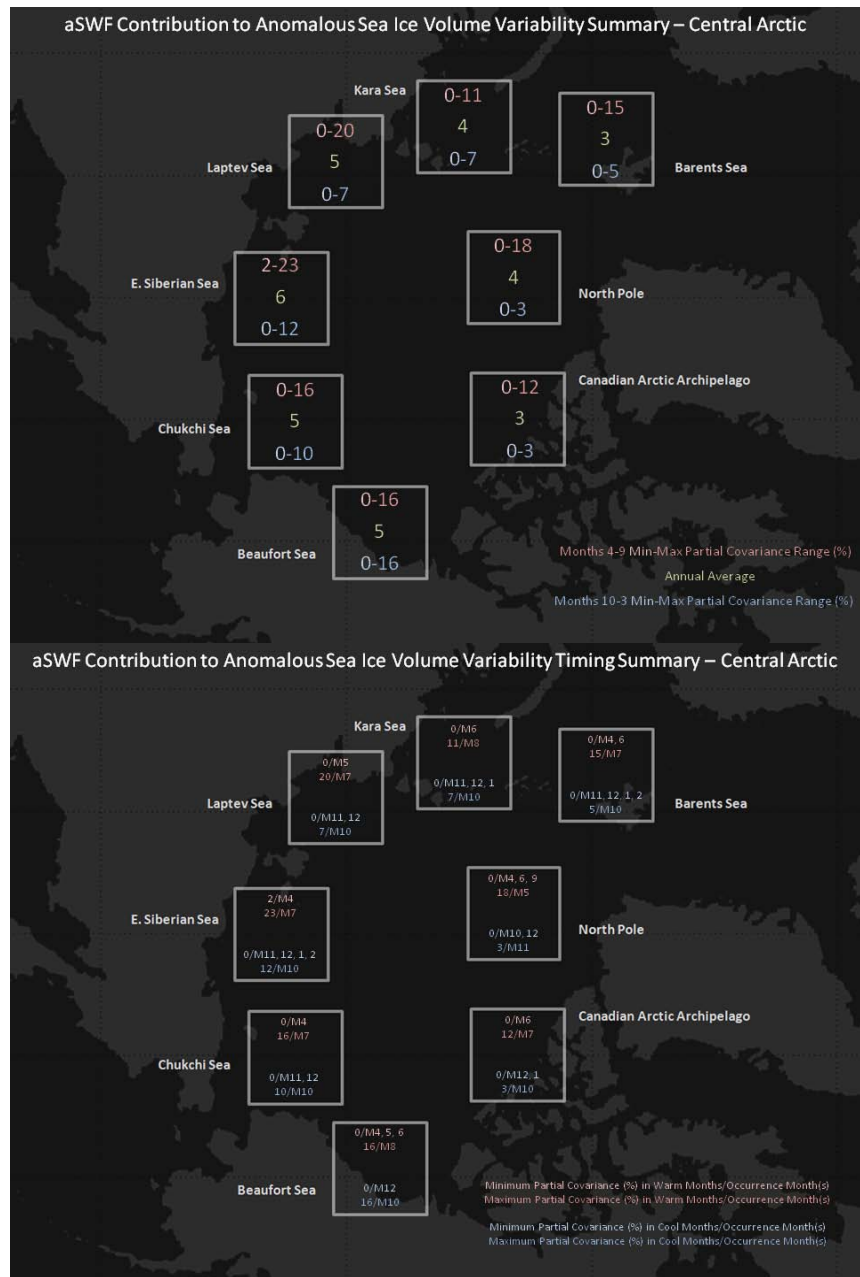 aSWF Contribution to Anomalous Sea Ice Volume Variability Summary – Central Arctic
Kara Sea
0-11
4
0-7
0-15
3
0-5
Barents Sea
Laptev Sea
0-20
5
0-7
E. Siberian Sea
2-23
6
0-12
0-18
4
0-3
North Pole
Chukchi Sea
0-16
5
0-10
0-12
3
0-3
Canadian Arctic Archipelago
Beaufort Sea
0-16
5
0-16
Months 4-9 Min-Max Partial Covariance Range (%)
Annual Average
Months 10-3 Min-Max Partial Covariance Range (%)
aSWF Contribution to Anomalous Sea Ice Volume Variability Timing Summary – Central Arctic
Kara Sea
0/M6
11/M8
0/M11, 12, 1
7/M10
0/M4, 6
15/M7
0/M11, 12, 1, 2
5/M10
Barents Sea
Laptev Sea
0/M5
20/M7
0/M11, 12
7/M10
E. Siberian Sea
2/M4
23/M7
0/M11, 12, 1, 2
12/M10
0/M4, 6, 9
18/M5
0/M10, 12
3/M11
North Pole
Chukchi Sea
0/M4
16/M7
0/M11, 12
10/M10
0/M6
12/M7
0/M12, 1
3/M10
Canadian Arctic Archipelago
Beaufort Sea
0/M4, 5, 6
16/M8
0/M12
16/M10
Minimum Partial Covariance (%) in Warm Months/Occurrence Month(s)
Maximum Partial Covariance (%) in Warm Months/Occurrence Month(s)
Minimum Partial Covariance (%) in Cool Months/Occurrence Month(s)
Maximum Partial Covariance (%) in Cool Months/Occurrence Month(s)